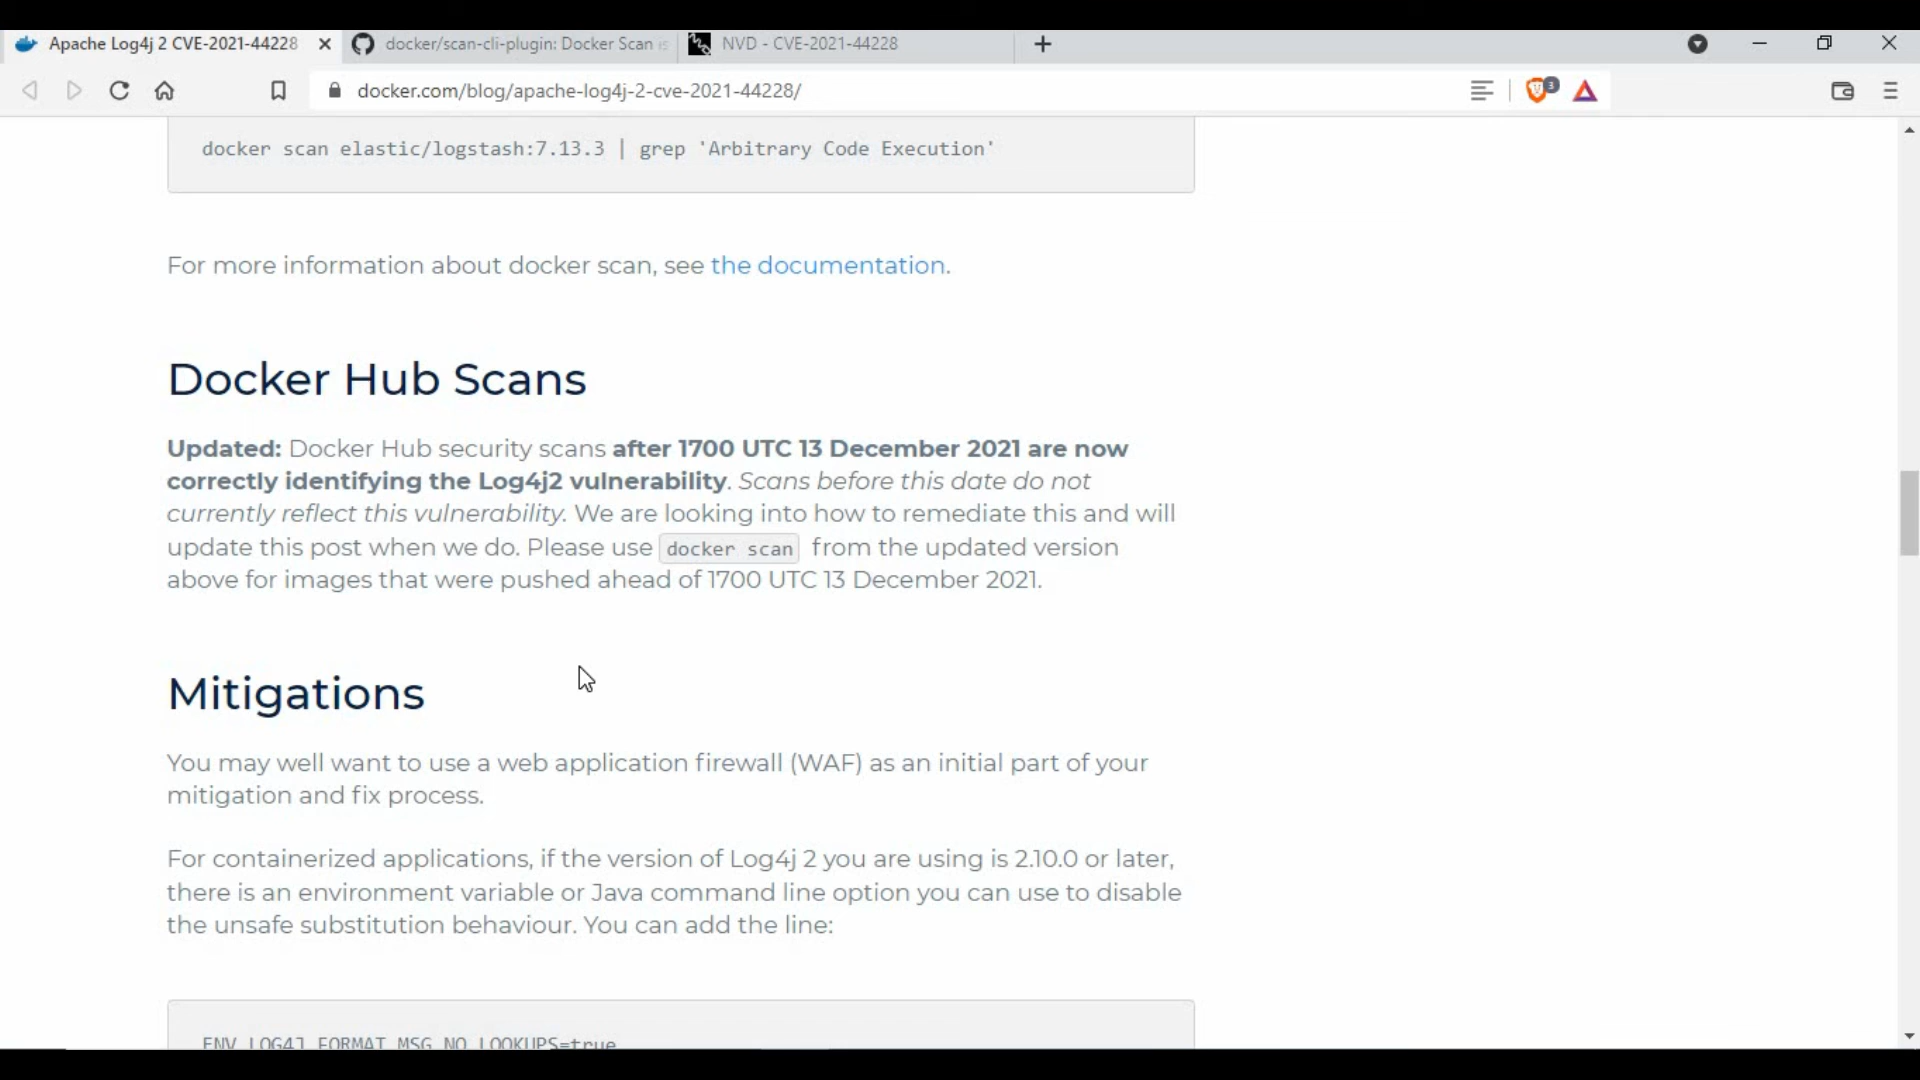 Apache Log4j 2 CVE-2021-44228
docker/scan-cli-plugin: Docker Scan is
NVD - CVE-2021-44228
docker.com/blog/apache-log4j-2-cve-2021-44228/
3
docker scan elastic/logstash:7.13.3 | grep 'Arbitrary Code Execution'
For more information about docker scan, see the documentation.
Docker Hub Scans
Updated: Docker Hub security scans after 1700 UTC 13 December 2021 are now
correctly identifying the Log4j2 vulnerability. Scans before this date do not
currently reflect this vulnerability. We are looking into how to remediate this and will
update this post when we do. Please use docker scan from the updated version
above for images that were pushed ahead of 1700 UTC 13 December 2021.
Mitigations
You may well want to use a web application firewall (WAF) as an initial part of your
mitigation and fix process.
For containerized applications, if the version of Log4j 2 you are using is 2.10.0 or later,
there is an environment variable or Java command line option you can use to disable
the unsafe substitution behaviour. You can add the line:
ENV LOG4J_FORMAT_MSG_NO_LOOKUPS=true